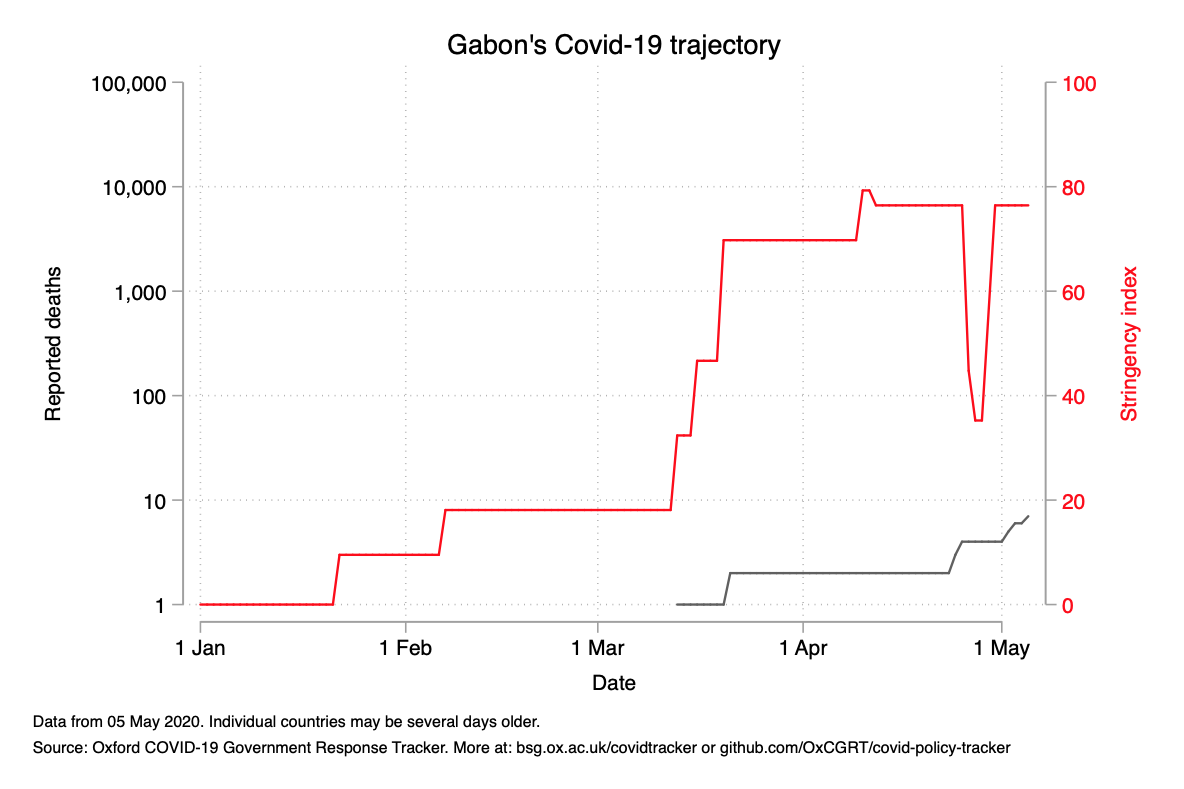 Gabon's Covid-19 trajectory
100,000
10,000
1,000
100
10
1
Reported deaths
100
80
60
40
20
0
Stringency index
1 Jan
1 Feb
1 Mar
1 Apr
1 May
Date
Data from 05 May 2020. Individual countries may be several days older.
Source: Oxford COVID-19 Government Response Tracker. More at: bsg.ox.ac.uk/covidtracker or github.com/OxCGRT/covid-policy-tracker